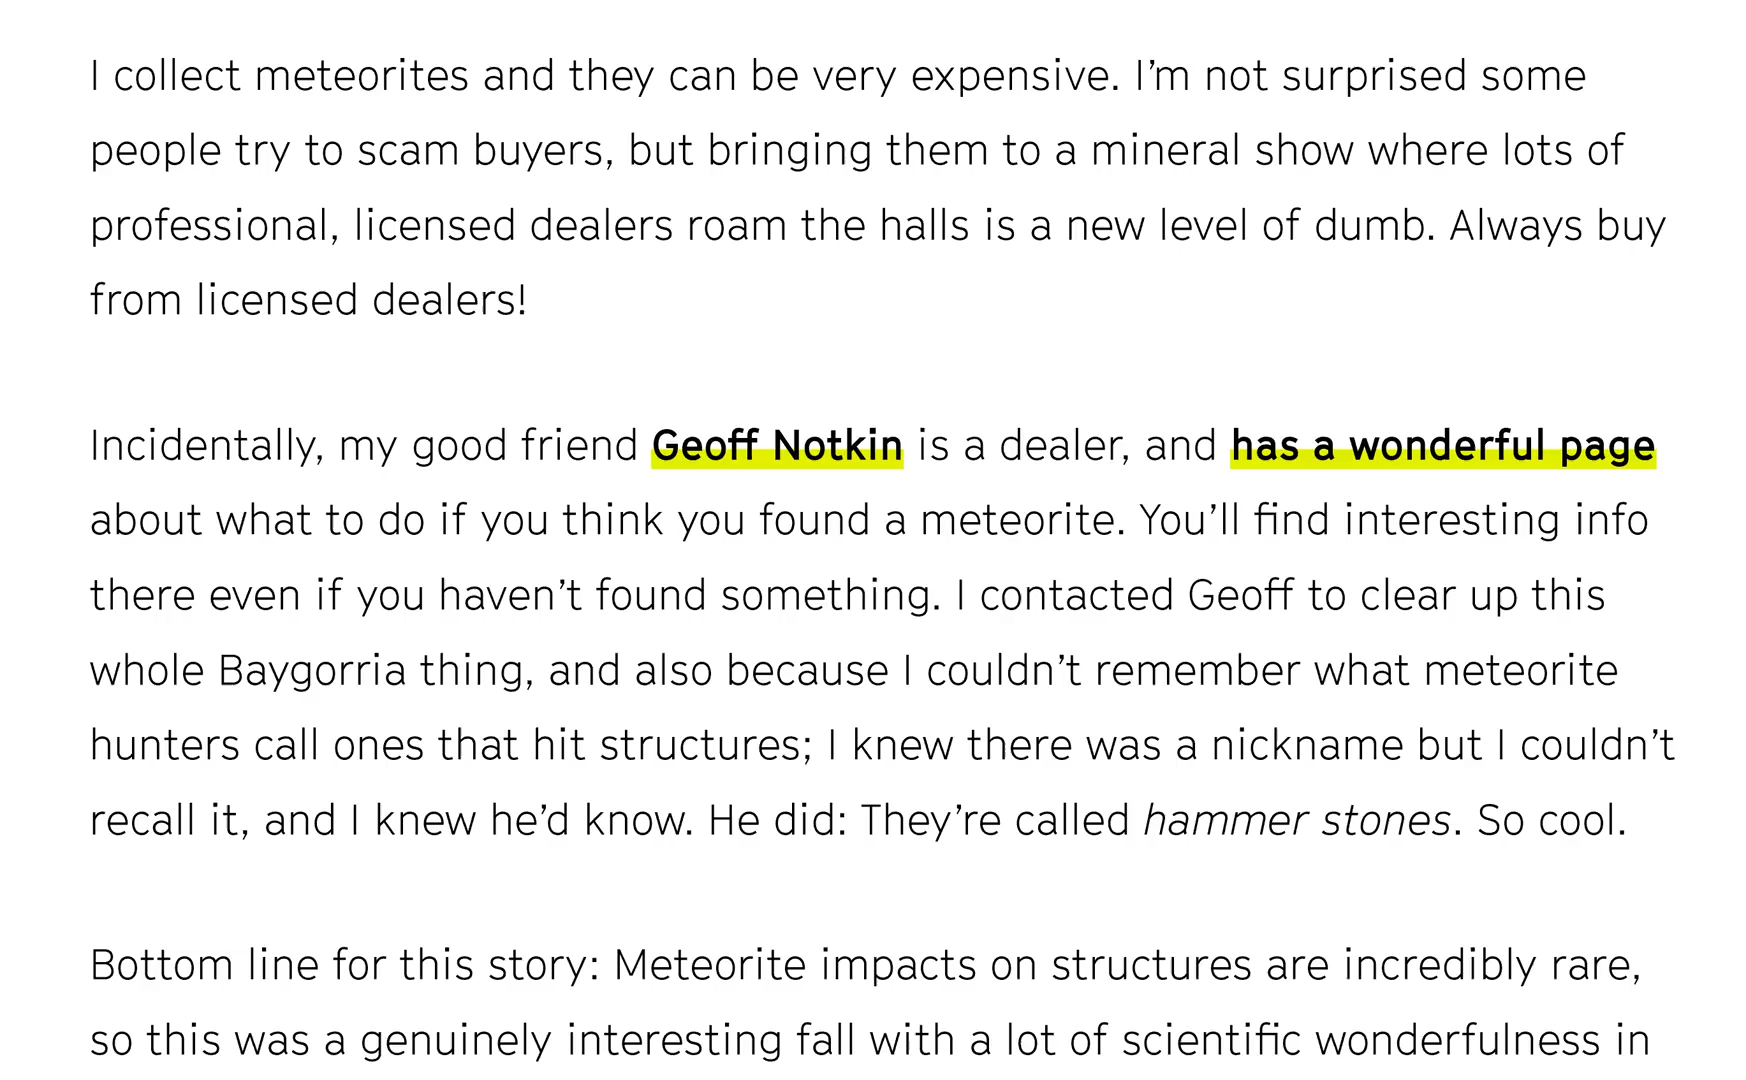 I collect meteorites and they can be very expensive. I’m not surprised some
people try to scam buyers, but bringing them to a mineral show where lots of
professional, licensed dealers roam the halls is a new level of dumb. Always buy
from licensed dealers!
Incidentally, my good friend Geoff Notkin is a dealer, and has a wonderful page
about what to do if you think you found a meteorite. You’ll find interesting info
there even if you haven’t found something. I contacted Geoff to clear up this
whole Baygorria thing, and also because I couldn’t remember what meteorite
hunters call ones that hit structures; I knew there was a nickname but I couldn’t
recall it, and I knew he’d know. He did: They’re called hammer stones. So cool.
Bottom line for this story: Meteorite impacts on structures are incredibly rare,
so this was a genuinely interesting fall with a lot of scientific wonderfulness in